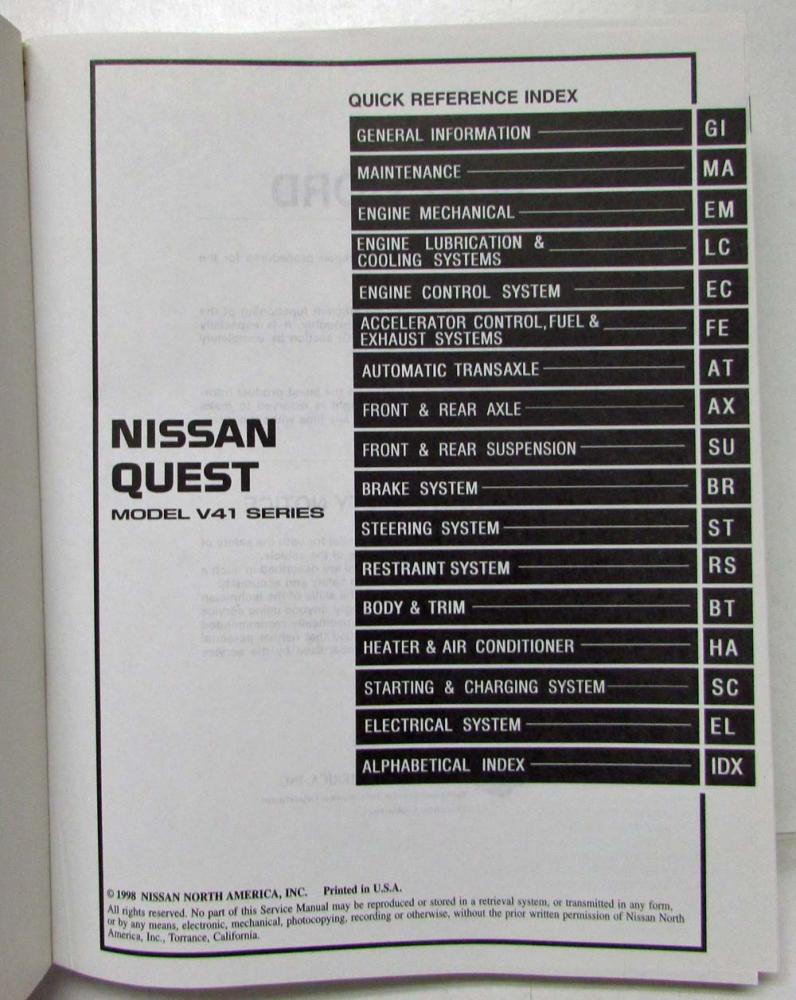 QUICK REFERENCE INDEX
GENERAL INFORMATION GI
MAINTENANCE MA
ENGINE MECHANICAL EM
ENGINE LUBRICATION &
COOLING SYSTEMS LC
ENGINE CONTROL SYSTEM EC
ACCELERATOR CONTROL, FUEL &
EXHAUST SYSTEMS FE
AUTOMATIC TRANSAXLE AT
FRONT & REAR AXLE AX
FRONT & REAR SUSPENSION SU
BRAKE SYSTEM BR
STEERING SYSTEM ST
RESTRAINT SYSTEM RS
BODY & TRIM BT
HEATER & AIR CONDITIONER HA
STARTING & CHARGING SYSTEM SC
ELECTRICAL SYSTEM EL
ALPHABETICAL INDEX IDX
NISSAN
QUEST
MODEL V41 SERIES
© 1998 NISSAN NORTH AMERICA, INC. Printed in U.S.A.
All rights reserved. No part of this Service Manual may be reproduced or stored in a retrieval system, or transmitted in any form,
or by any means, electronic, mechanical, photocopying, recording or otherwise, without the prior written permission of Nissan North
America, Inc., Torrance, California.